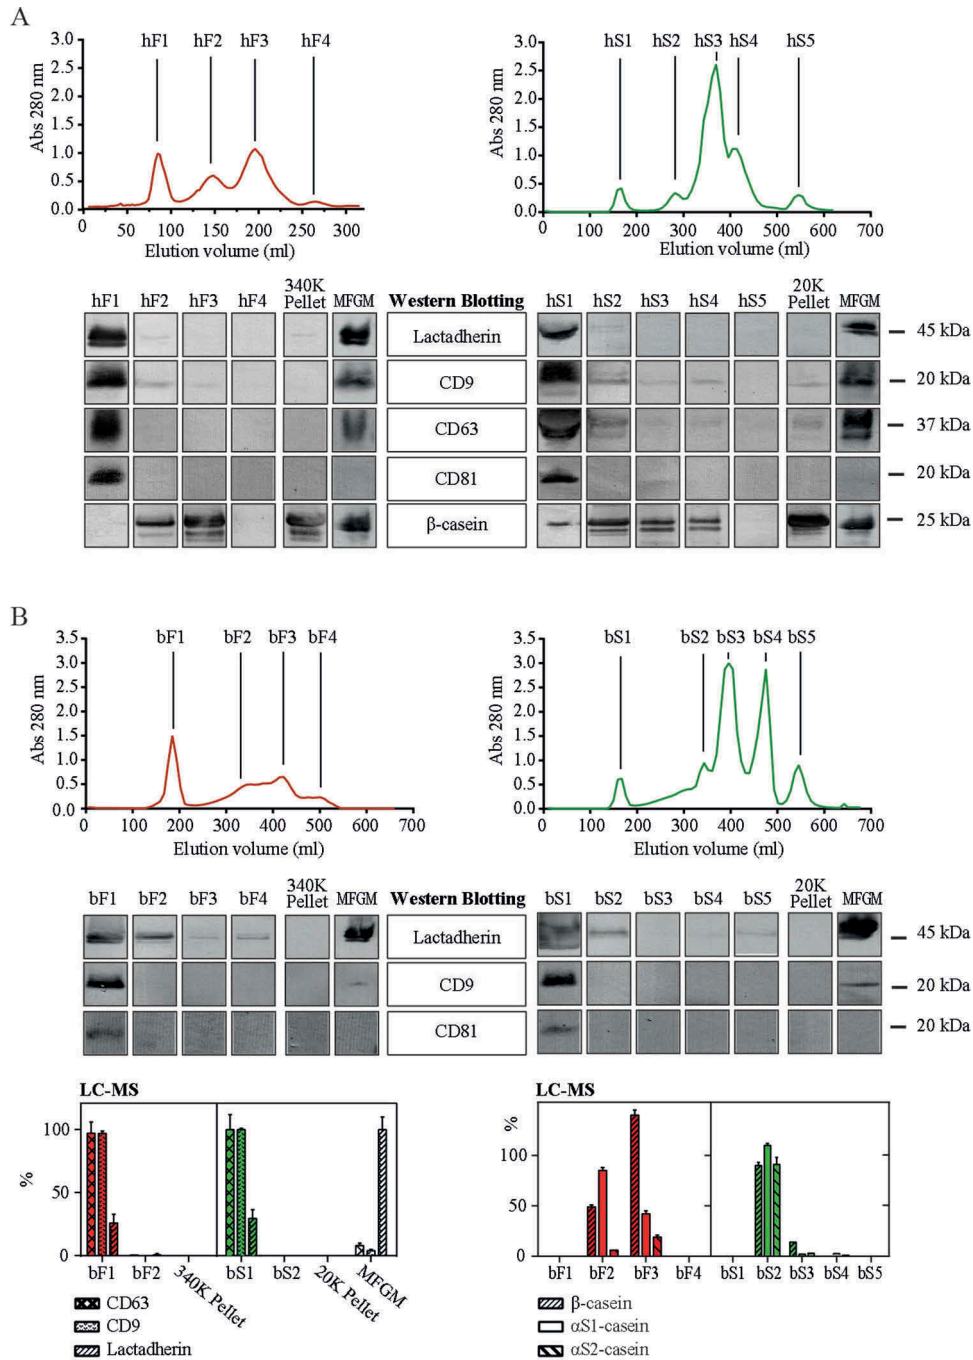 A
hF1 hF2 hF3 hF4
3.0
2.5
2.0
1.5
1.0
0.5
0.0
Abs 280 nm
0 50 100 150 200 250 300
Elution volume (ml)
hS1 hS2 hS3 hS4 hS5
3.0
2.5
2.0
1.5
1.0
0.5
0.0
Abs 280 nm
0 100 200 300 400 500 600 700
Elution volume (ml)
hF1 hF2 hF3 hF4 340K Pellet MFGM Western Blotting hS1 hS2 hS3 hS4 hS5 20K Pellet MFGM
Lactadherin 45 kDa
CD9 20 kDa
CD63 37 kDa
CD81 20 kDa
β-casein 25 kDa
B
bF1 bF2 bF3 bF4
3.5
3.0
2.5
2.0
1.5
1.0
0.5
0.0
Abs 280 nm
0 100 200 300 400 500 600 700
Elution volume (ml)
bS1 bS2 bS3 bS4 bS5
3.5
3.0
2.5
2.0
1.5
1.0
0.5
0.0
Abs 280 nm
0 100 200 300 400 500 600 700
Elution volume (ml)
bF1 bF2 bF3 bF4 340K Pellet MFGM Western Blotting bS1 bS2 bS3 bS4 bS5 20K Pellet MFGM
Lactadherin 45 kDa
CD9 20 kDa
CD81 20 kDa
LC-MS
100
50
0
%
bF1 bF2 340K Pellet bS1 bS2 20K Pellet MFGM
CD63
CD9
Lactadherin
LC-MS
%
100
50
0
bF1 bF2 bF3 bF4 bS1 bS2 bS3 bS4 bS5
β-casein
αS1-casein
αS2-casein